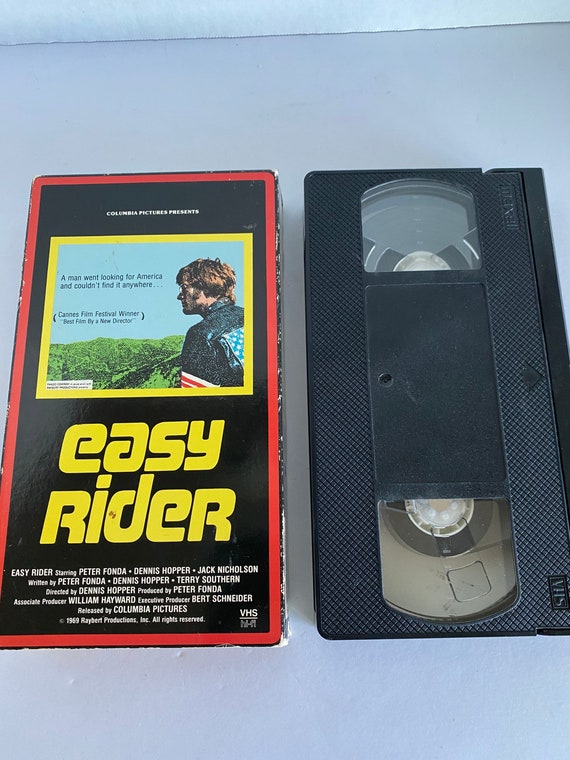 COLUMBIA PICTURES PRESENTS
A man went looking for America
and couldn't find it anywhere...
Cannes Film Festival Winner
"Best Film By a New Director"
easy
RideR
EASY RIDER Starring PETER FONDA • DENNIS HOPPER • JACK NICHOLSON
Written by PETER FONDA • DENNIS HOPPER • TERRY SOUTHERN
Directed by DENNIS HOPPER Produced by PETER FONDA
Associate Producer WILLIAM HAYWARD Executive Producer BERT SCHNEIDER
Released by COLUMBIA PICTURES
© 1969 Raybert Productions, Inc. All rights reserved.
VHS
hi-fi
VHS